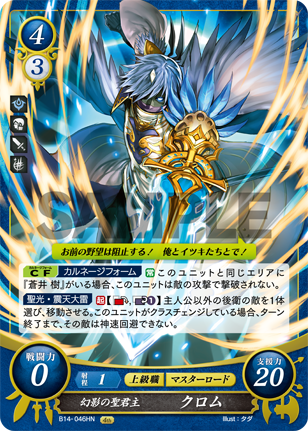 4
3
SAMPLE
お前の野望は阻止する！ 俺とイツキたちとで！
CF カルネージフォーム 常 このユニットと同じエリアに
『蒼井 樹』がいる場合、このユニットは敵の攻撃で撃破されない。
聖光・震天大雷 起 [ 、 1] 主人公以外の後衛の敵を1体
選び、移動させる。このユニットがクラスチェンジしている場合、ターン
終了まで、その敵は神速回避できない。
戦闘力
0
射程 1
上級職
マスターロード
支援力
20
幻影の聖君主 クロム
B14-046HN
Illust：タダ